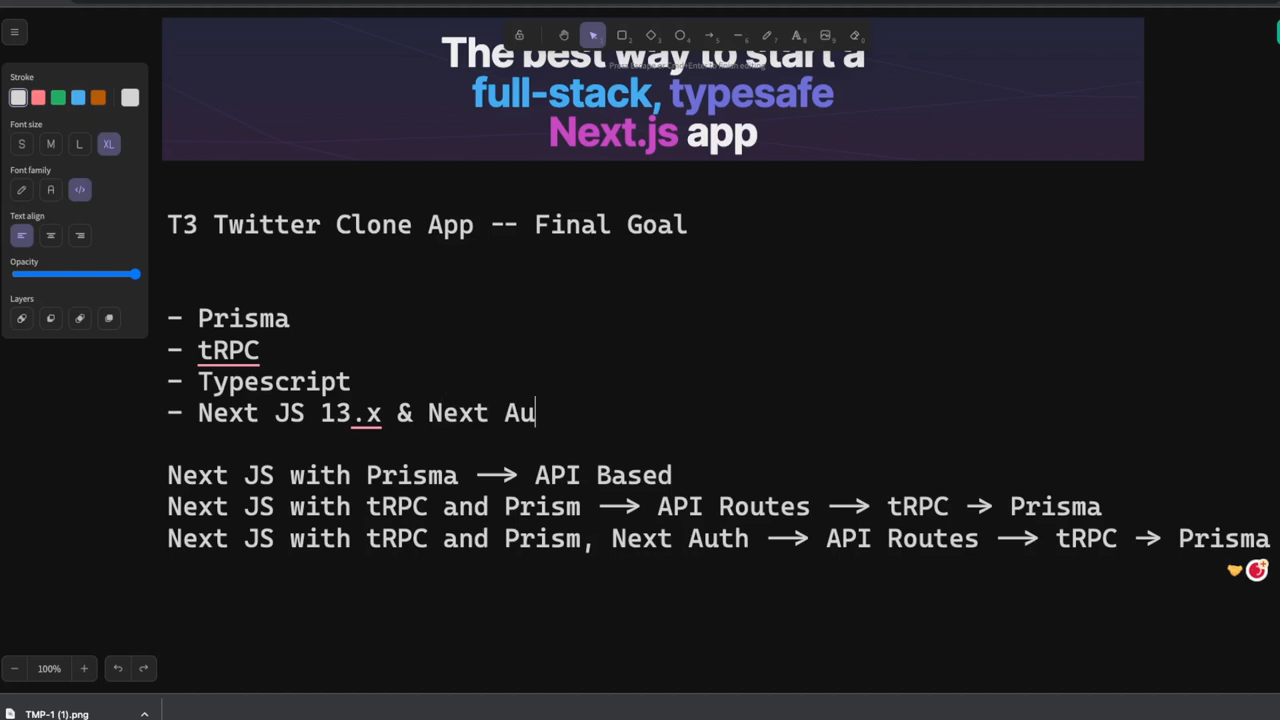 The best way to start a
full-stack, typesafe
Next.js app
Stroke
Font size
S M L XL
Font family
A </>
Text align
Opacity
Layers
T3 Twitter Clone App -- Final Goal
- Prisma
- tRPC
- Typescript
- Next JS 13.x & Next Au
Next JS with Prisma —> API Based
Next JS with tRPC and Prism —> API Routes —> tRPC -> Prisma
Next JS with tRPC and Prism, Next Auth —> API Routes —> tRPC -> Prisma
- 100% +
TMP-1 (1).png